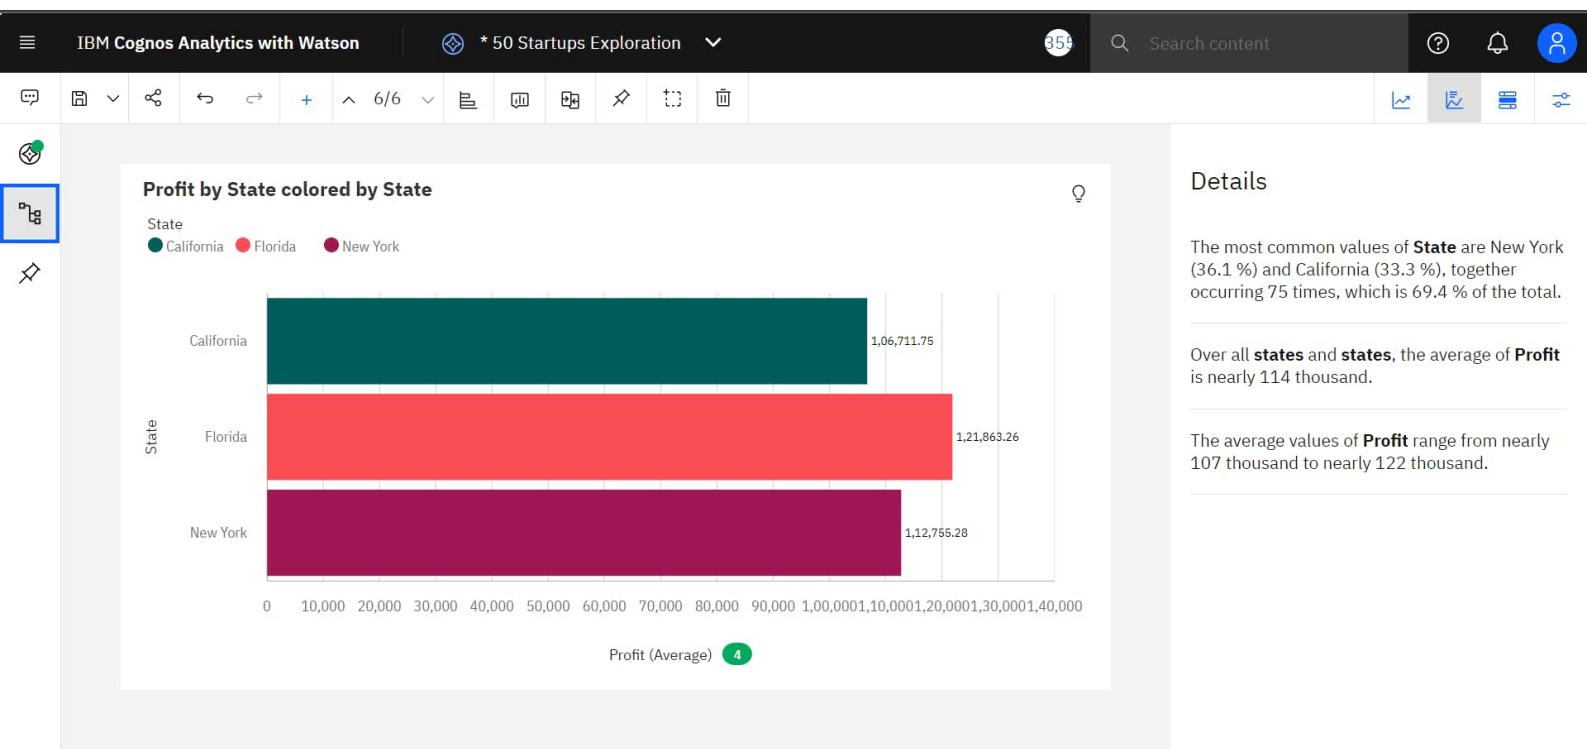 IBM Cognos Analytics with Watson
* 50 Startups Exploration
355
Search content
6/6
Profit by State colored by State
State
California Florida New York
California
1,06,711.75
Florida
1,21,863.26
New York
1,12,755.28
State
0 10,000 20,000 30,000 40,000 50,000 60,000 70,000 80,000 90,000 1,00,000 1,10,000 1,20,000 1,30,000 1,40,000
Profit (Average) 4
Details
The most common values of State are New York
(36.1 %) and California (33.3 %), together
occurring 75 times, which is 69.4 % of the total.
Over all states and states, the average of Profit
is nearly 114 thousand.
The average values of Profit range from nearly
107 thousand to nearly 122 thousand.